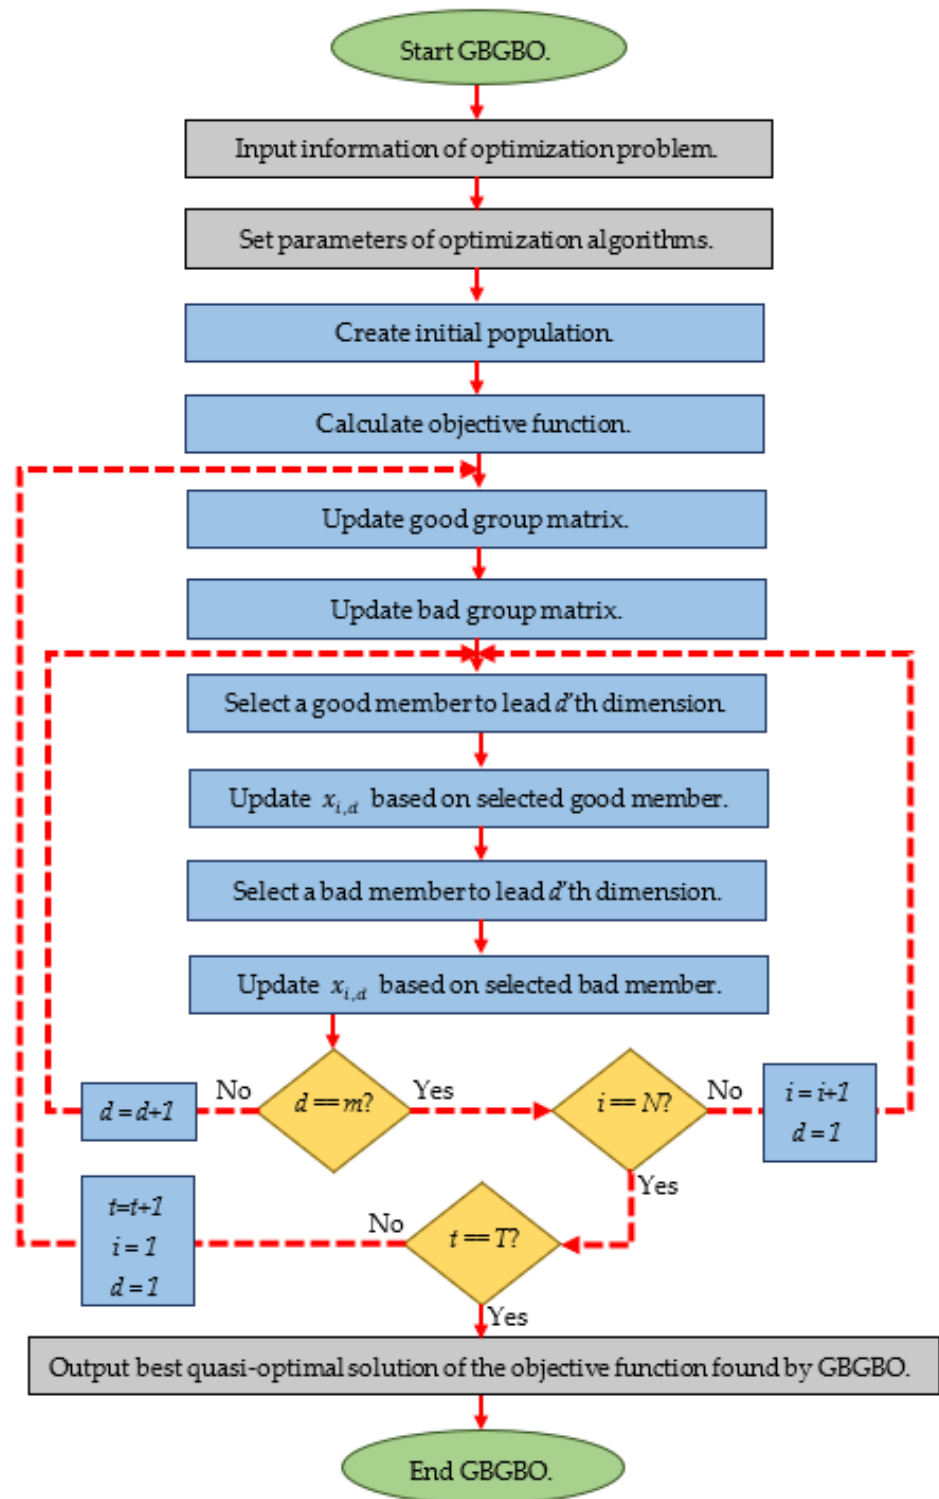 Start GBGBO.
Input information of optimization problem.
Set parameters of optimization algorithms.
Create initial population.
Calculate objective function.
Update good group matrix.
Update bad group matrix.
Select a good member to lead d'th dimension.
Update x_{i,d} based on selected good member.
Select a bad member to lead d'th dimension.
Update x_{i,d} based on selected bad member.
d = d+1
No
d == m?
Yes
i == N?
No
i = i+1
d = 1
Yes
t=t+1
i = 1
d = 1
No
t == T?
Yes
Output best quasi-optimal solution of the objective function found by GBGBO.
End GBGBO.